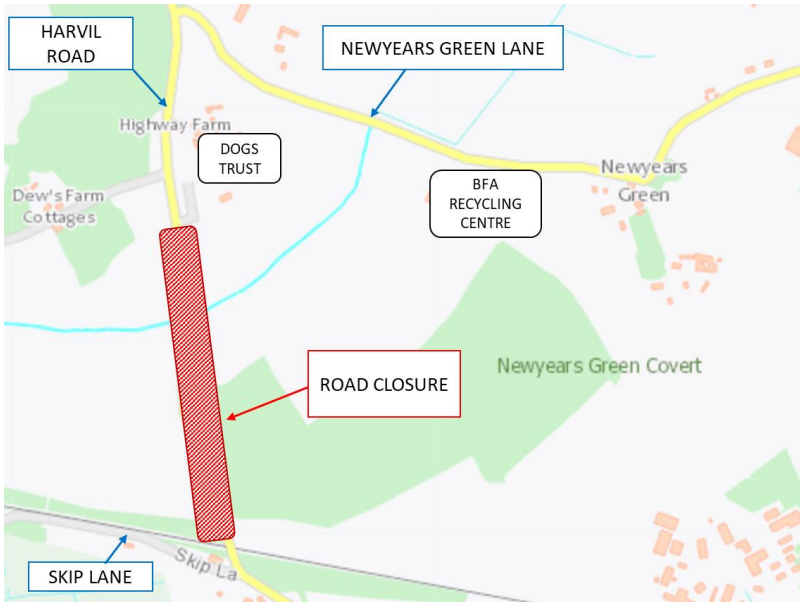 HARVIL
ROAD
NEWYEARS GREEN LANE
Highway Farm
DOGS
TRUST
Newyears
Green
BFA
RECYCLING
CENTRE
Dew's Farm
Cottages
Newyears Green Covert
ROAD CLOSURE
Skip La
SKIP LANE